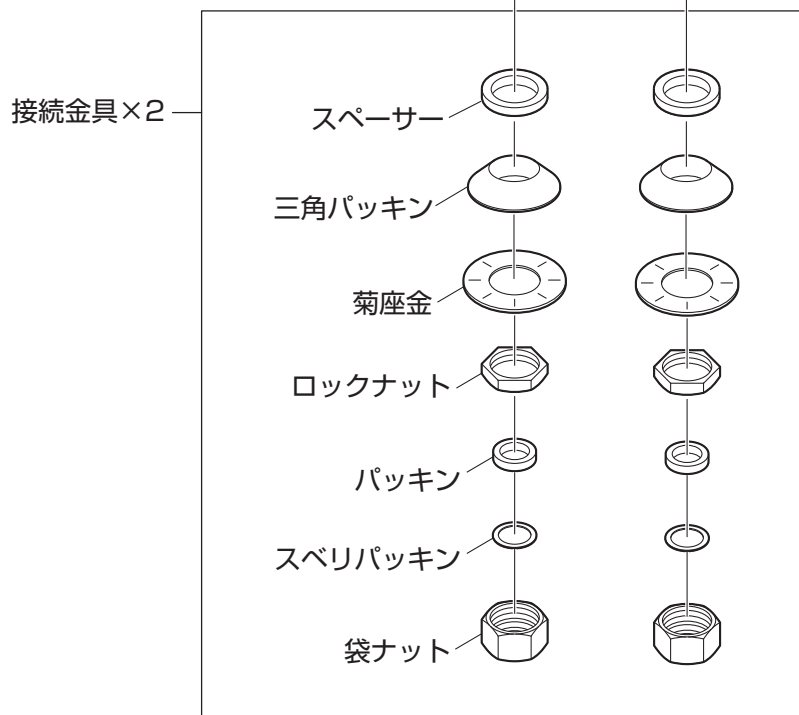 接続金具×2
スペーサー
三角パッキン
菊座金
ロックナット
パッキン
スベリパッキン
袋ナット